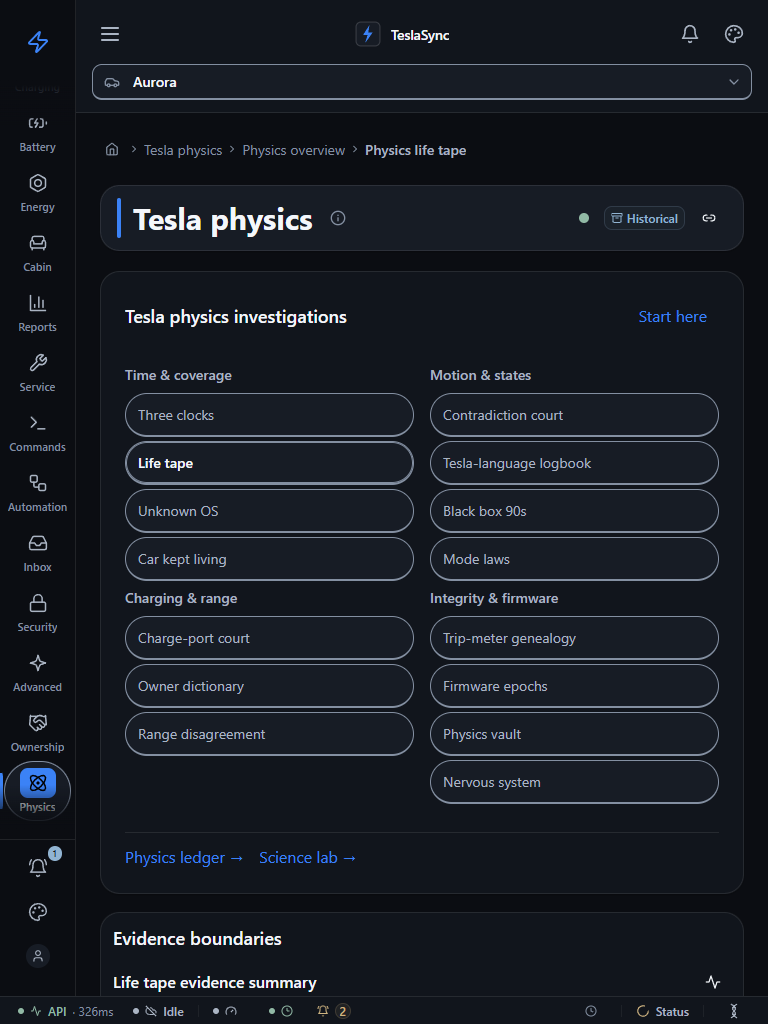 TeslaSync
Aurora
Charging
Battery
Energy
Cabin
Reports
Service
Commands
Automation
Inbox
Security
Advanced
Ownership
Physics
1
Tesla physics > Physics overview > Physics life tape
Tesla physics
Historical
Tesla physics investigations
Start here
Time & coverage
Three clocks
Life tape
Unknown OS
Car kept living
Motion & states
Contradiction court
Tesla-language logbook
Black box 90s
Mode laws
Charging & range
Charge-port court
Owner dictionary
Range disagreement
Integrity & firmware
Trip-meter genealogy
Firmware epochs
Physics vault
Nervous system
Physics ledger → Science lab →
Evidence boundaries
Life tape evidence summary
API · 326ms Idle 2 Status